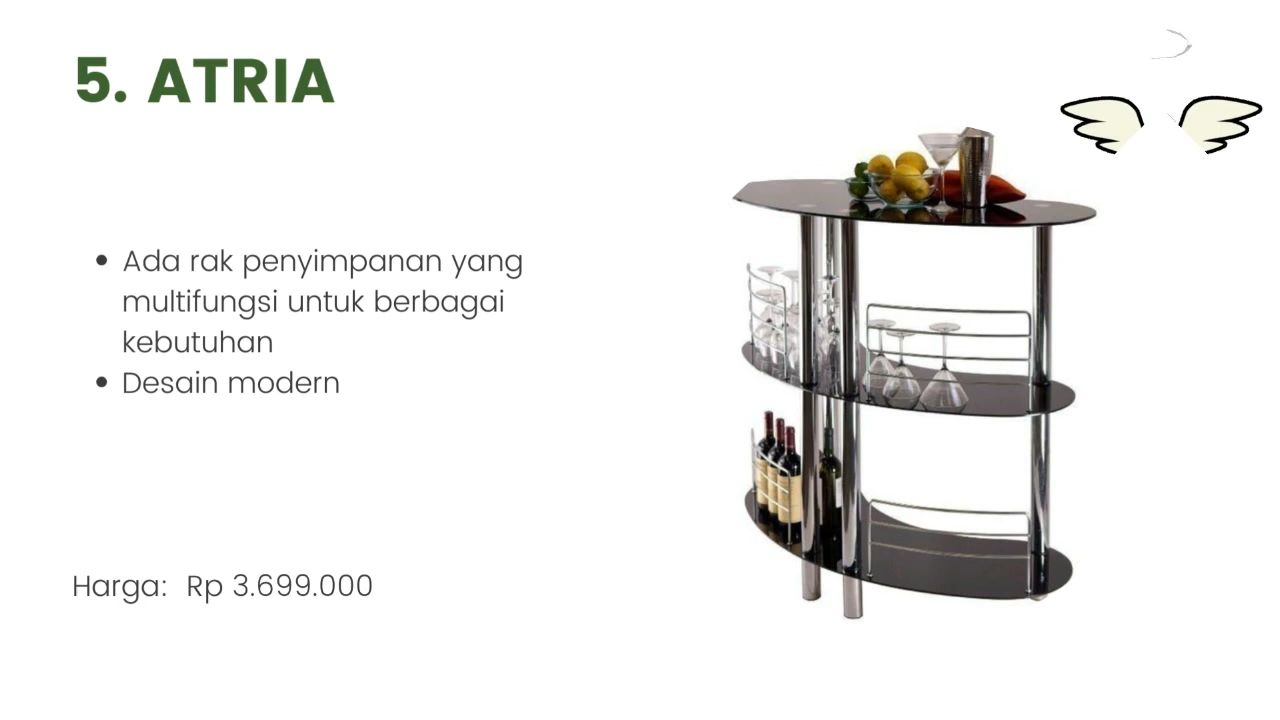 5. ATRIA
• Ada rak penyimpanan yang
multifungsi untuk berbagai
kebutuhan
• Desain modern
Harga: Rp 3.699.000